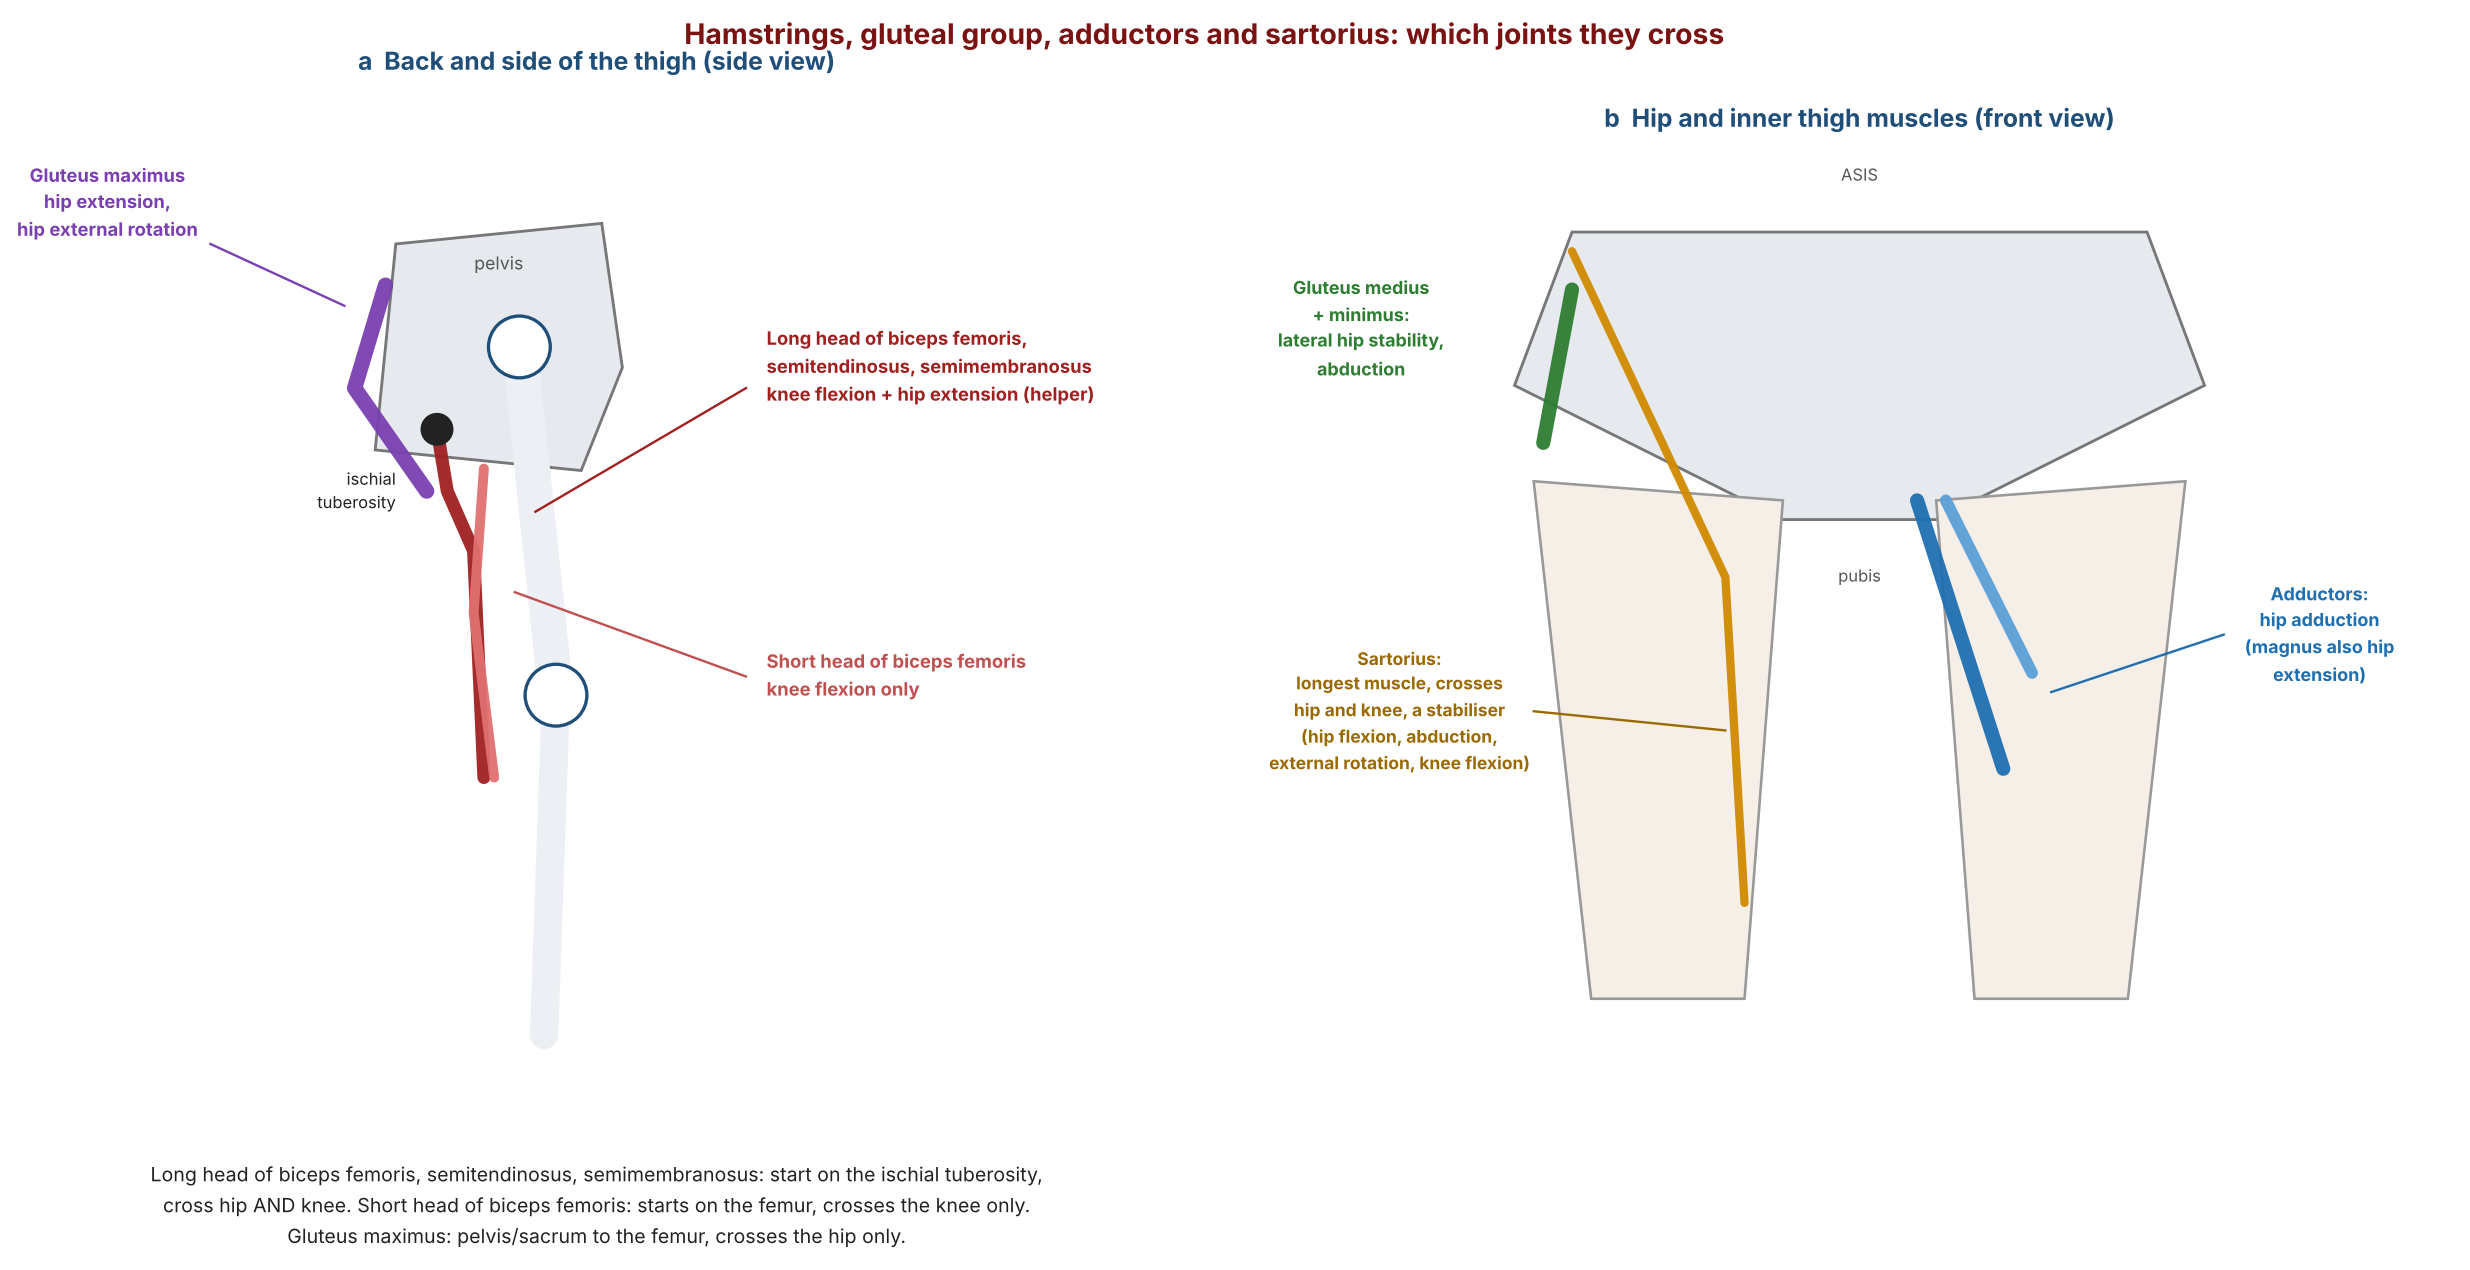 Hamstrings, gluteal group, adductors and sartorius: which joints they cross
a Back and side of the thigh (side view)
Gluteus maximus
hip extension,
hip external rotation
pelvis
ischial
tuberosity
Long head of biceps femoris,
semitendinosus, semimembranosus
knee flexion + hip extension (helper)
Short head of biceps femoris
knee flexion only
Long head of biceps femoris, semitendinosus, semimembranosus: start on the ischial tuberosity,
cross hip AND knee. Short head of biceps femoris: starts on the femur, crosses the knee only.
Gluteus maximus: pelvis/sacrum to the femur, crosses the hip only.
b Hip and inner thigh muscles (front view)
ASIS
Gluteus medius
+ minimus:
lateral hip stability,
abduction
pubis
Sartorius:
longest muscle, crosses
hip and knee, a stabiliser
(hip flexion, abduction,
external rotation, knee flexion)
Adductors:
hip adduction
(magnus also hip
extension)